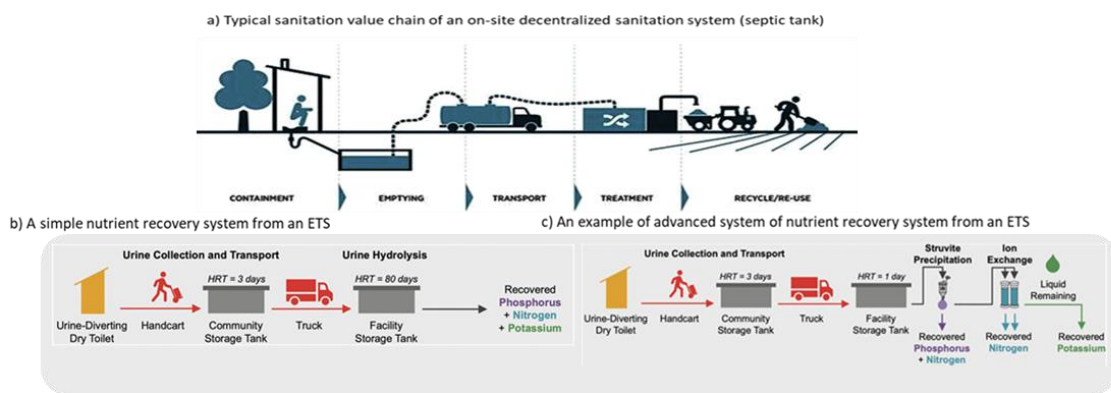 a) Typical sanitation value chain of an on-site decentralized sanitation system (septic tank)
CONTAINMENT
EMPTYING
TRANSPORT
TREATMENT
RECYCLE/RE-USE
b) A simple nutrient recovery system from an ETS
Urine Collection and Transport
Urine Hydrolysis
HRT = 3 days
HRT = 80 days
Urine-Diverting
Dry Toilet
Handcart
Community
Storage Tank
Truck
Facility
Storage Tank
Recovered
Phosphorus
+ Nitrogen
+ Potassium
c) An example of advanced system of nutrient recovery system from an ETS
Urine Collection and Transport
Struvite
Precipitation
Ion
Exchange
HRT = 3 days
HRT = 1 day
Liquid
Remaining
Urine-Diverting
Dry Toilet
Handcart
Community
Storage Tank
Truck
Facility
Storage Tank
Recovered
Phosphorus
+ Nitrogen
Recovered
Nitrogen
Recovered
Potassium